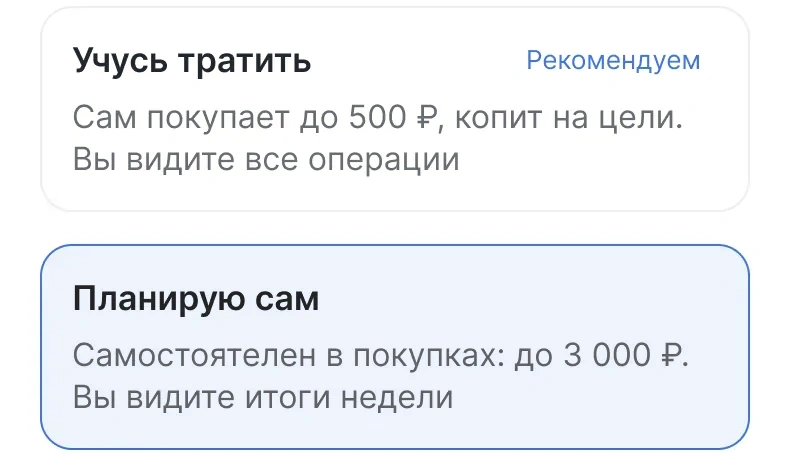 Учусь тратить
Рекомендуем
Сам покупает до 500 ₽, копит на цели.
Вы видите все операции
Планирую сам
Самостоятелен в покупках: до 3 000 ₽.
Вы видите итоги недели